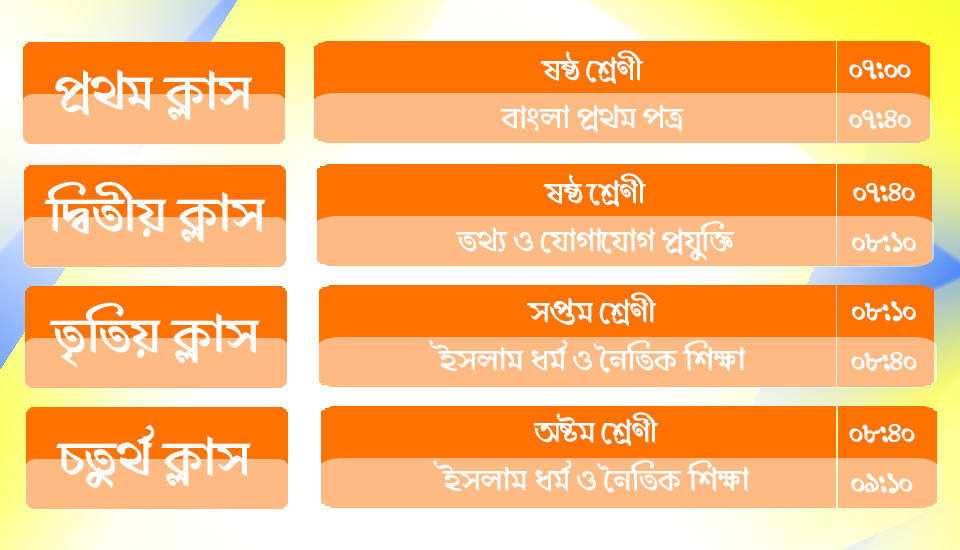 প্রথম ক্লাস
ষষ্ঠ শ্রেণী ০৭:০০
বাংলা প্রথম পত্র ০৭:৪০
দ্বিতীয় ক্লাস
ষষ্ঠ শ্রেণী ০৭:৪০
তথ্য ও যোগাযোগ প্রযুক্তি ০৮:১০
তৃতিয় ক্লাস
সপ্তম শ্রেণী ০৮:১০
ইসলাম ধর্ম ও নৈতিক শিক্ষা ০৮:৪০
চতুর্থ ক্লাস
অষ্টম শ্রেণী ০৮:৪০
ইসলাম ধর্ম ও নৈতিক শিক্ষা ০৯:১০